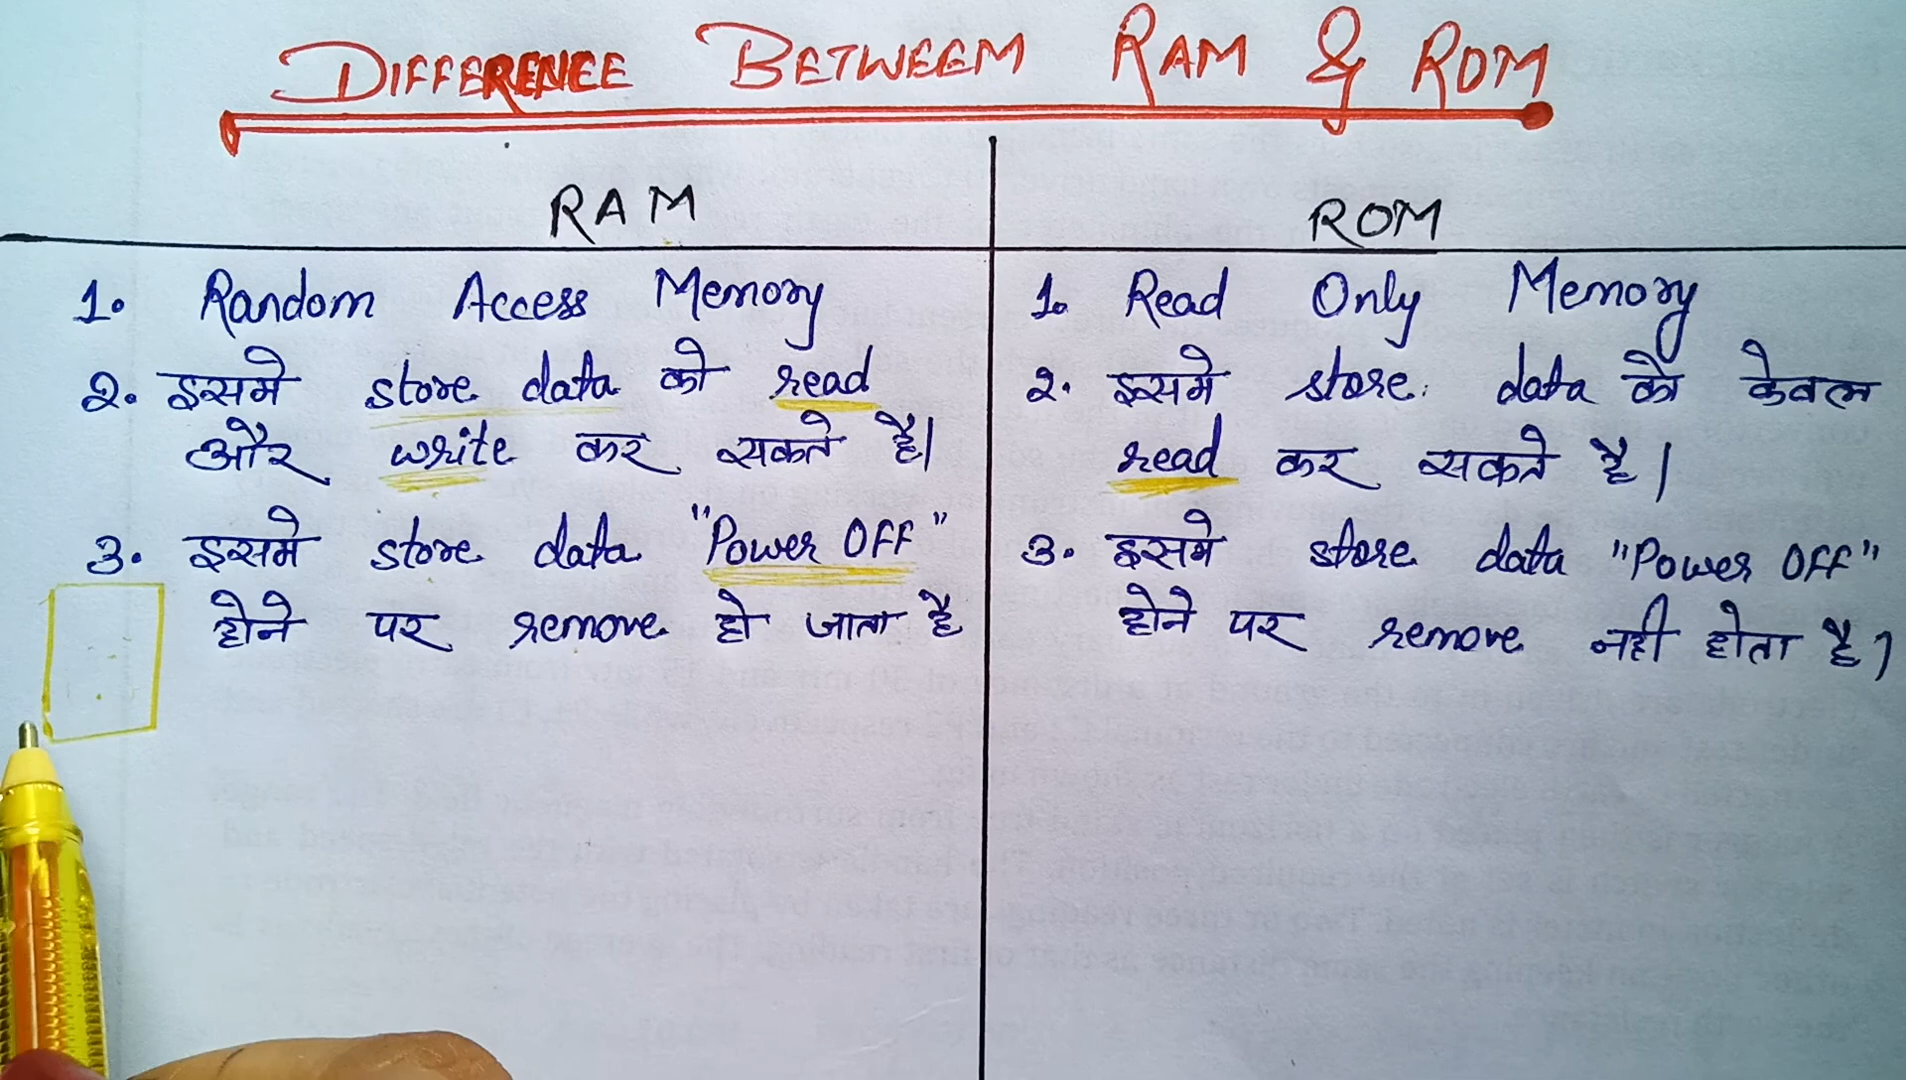 DIFFERENCE BETWEEM RAM & ROM
RAM
1. Random Access Memory
2. इसमे store data को read
और write कर सकते है।
3. इसमे store data "Power OFF"
होने पर remove हो जाता है
ROM
1. Read Only Memory
2. इसमे store data को केवल
read कर सकते है।
3. इसमे store data "Power OFF"
होने पर remove नही होता है।